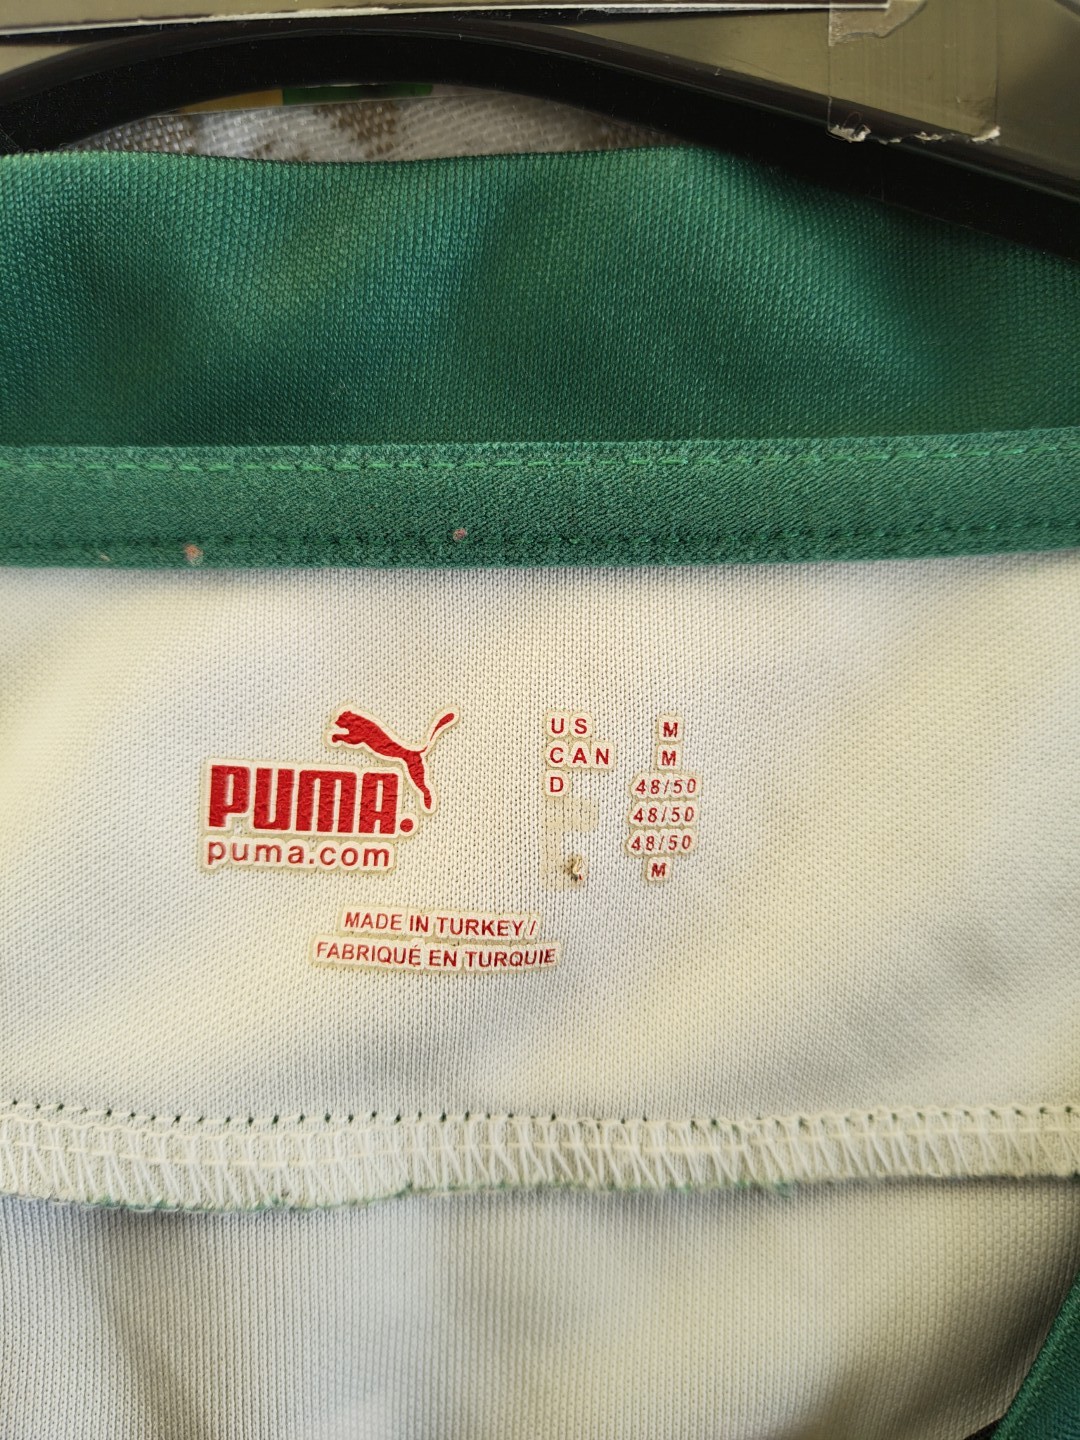 PUMA.
puma.com
US M
CAN M
D 48/50
48/50
48/50
M
MADE IN TURKEY /
FABRIQUÉ EN TURQUIE